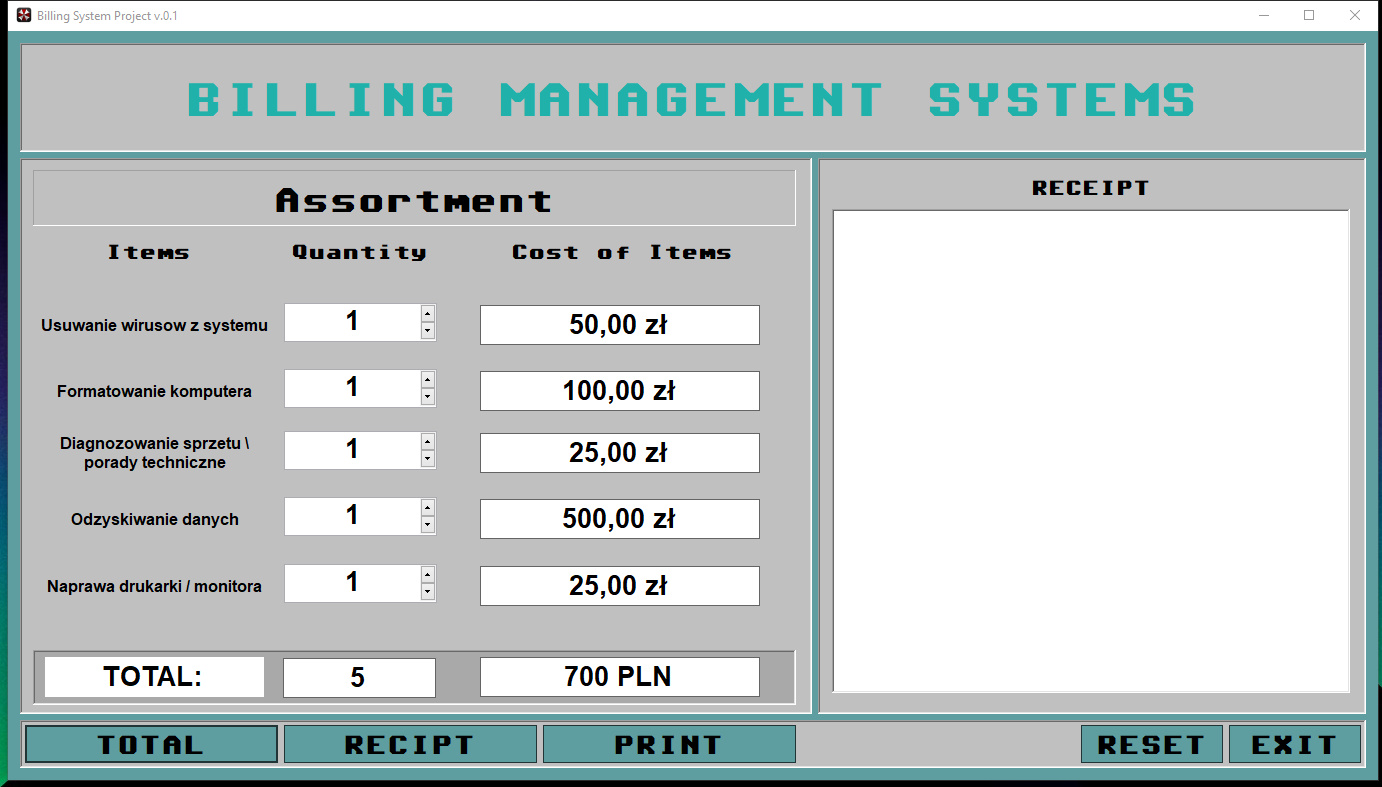 Billing System Project v.0.1
BILLING MANAGEMENT SYSTEMS
Assortment
Items Quantity Cost of Items
Usuwanie wirusow z systemu 1 50,00 zł
Formatowanie komputera 1 100,00 zł
Diagnozowanie sprzetu \
porady techniczne 1 25,00 zł
Odzyskiwanie danych 1 500,00 zł
Naprawa drukarki / monitora 1 25,00 zł
TOTAL: 5 700 PLN
RECEIPT
TOTAL RECIPT PRINT RESET EXIT